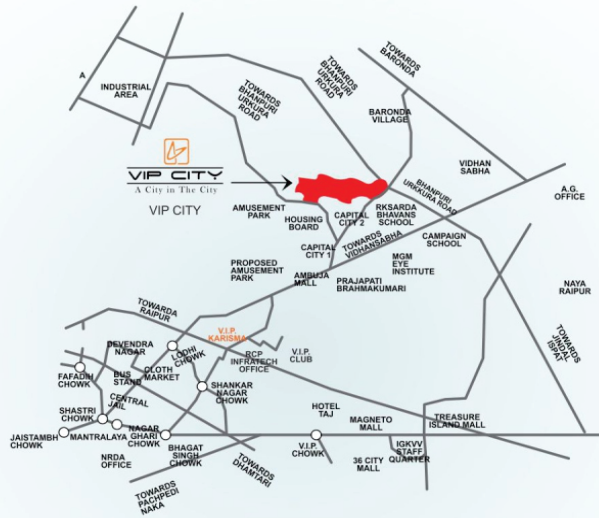 TOWARDS
BARONDA
TOWARDS
BHANPURI
URKURA
ROAD
TOWARDS
BHANPURI
URKURA
ROAD
A
INDUSTRIAL
AREA
BARONDA
VILLAGE
VIDHAN
SABHA
VIP CITY
A City in The City
VIP CITY
BHANPURI
URKKURA ROAD
A.G.
OFFICE
AMUSEMENT
PARK
HOUSING
BOARD
CAPITAL
CITY 2
RKSARDA
BHAVANS
SCHOOL
CAPITAL
CITY 1
TOWARDS
VIDHANSABHA
CAMPAIGN
SCHOOL
PROPOSED
AMUSEMENT
PARK
AMBUJA
MALL
MGM
EYE
INSTITUTE
PRAJAPATI
BRAHMAKUMARI
NAYA
RAIPUR
TOWARDA
RAIPUR
V.I.P.
KARISMA
TOWARDS
JINDAL
ISPAT
DEVENDRA
NAGAR
LODHI
CHOWK
RCP
INFRATECH
OFFICE
V.I.P.
CLUB
FAFADIH
CHOWK
BUS
STAND
CLOTH
MARKET
SHANKAR
NAGAR
CHOWK
CENTRAL
JAIL
SHASTRI
CHOWK
HOTEL
TAJ
MAGNETO
MALL
TREASURE
ISLAND MALL
JAISTAMBH
CHOWK
MANTRALAYA
NAGAR
GHARI
CHOWK
BHAGAT
SINGH
CHOWK
V.I.P.
CHOWK
IGKVV
STAFF
QUARTER
36 CITY
MALL
NRDA
OFFICE
TOWARDS
DHAMTARI
TOWARDS
PACHPEDI
NAKA